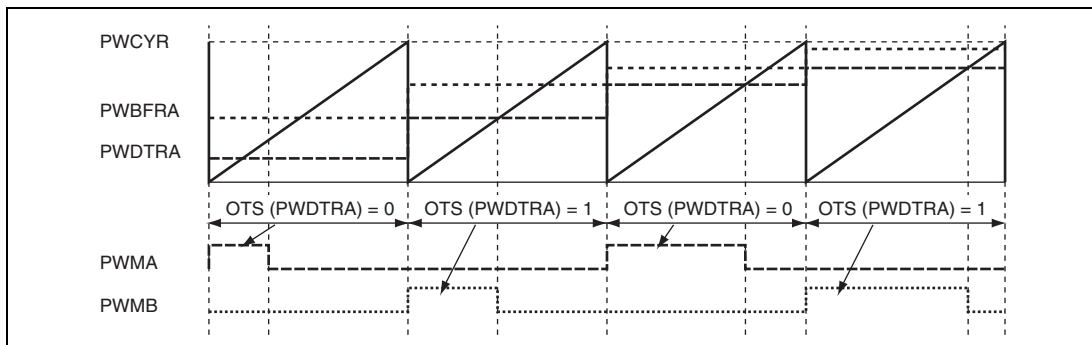 PWCYR
PWBFRA
PWDTRA
OTS (PWDTRA) = 0 OTS (PWDTRA) = 1 OTS (PWDTRA) = 0 OTS (PWDTRA) = 1
PWMA
PWMB